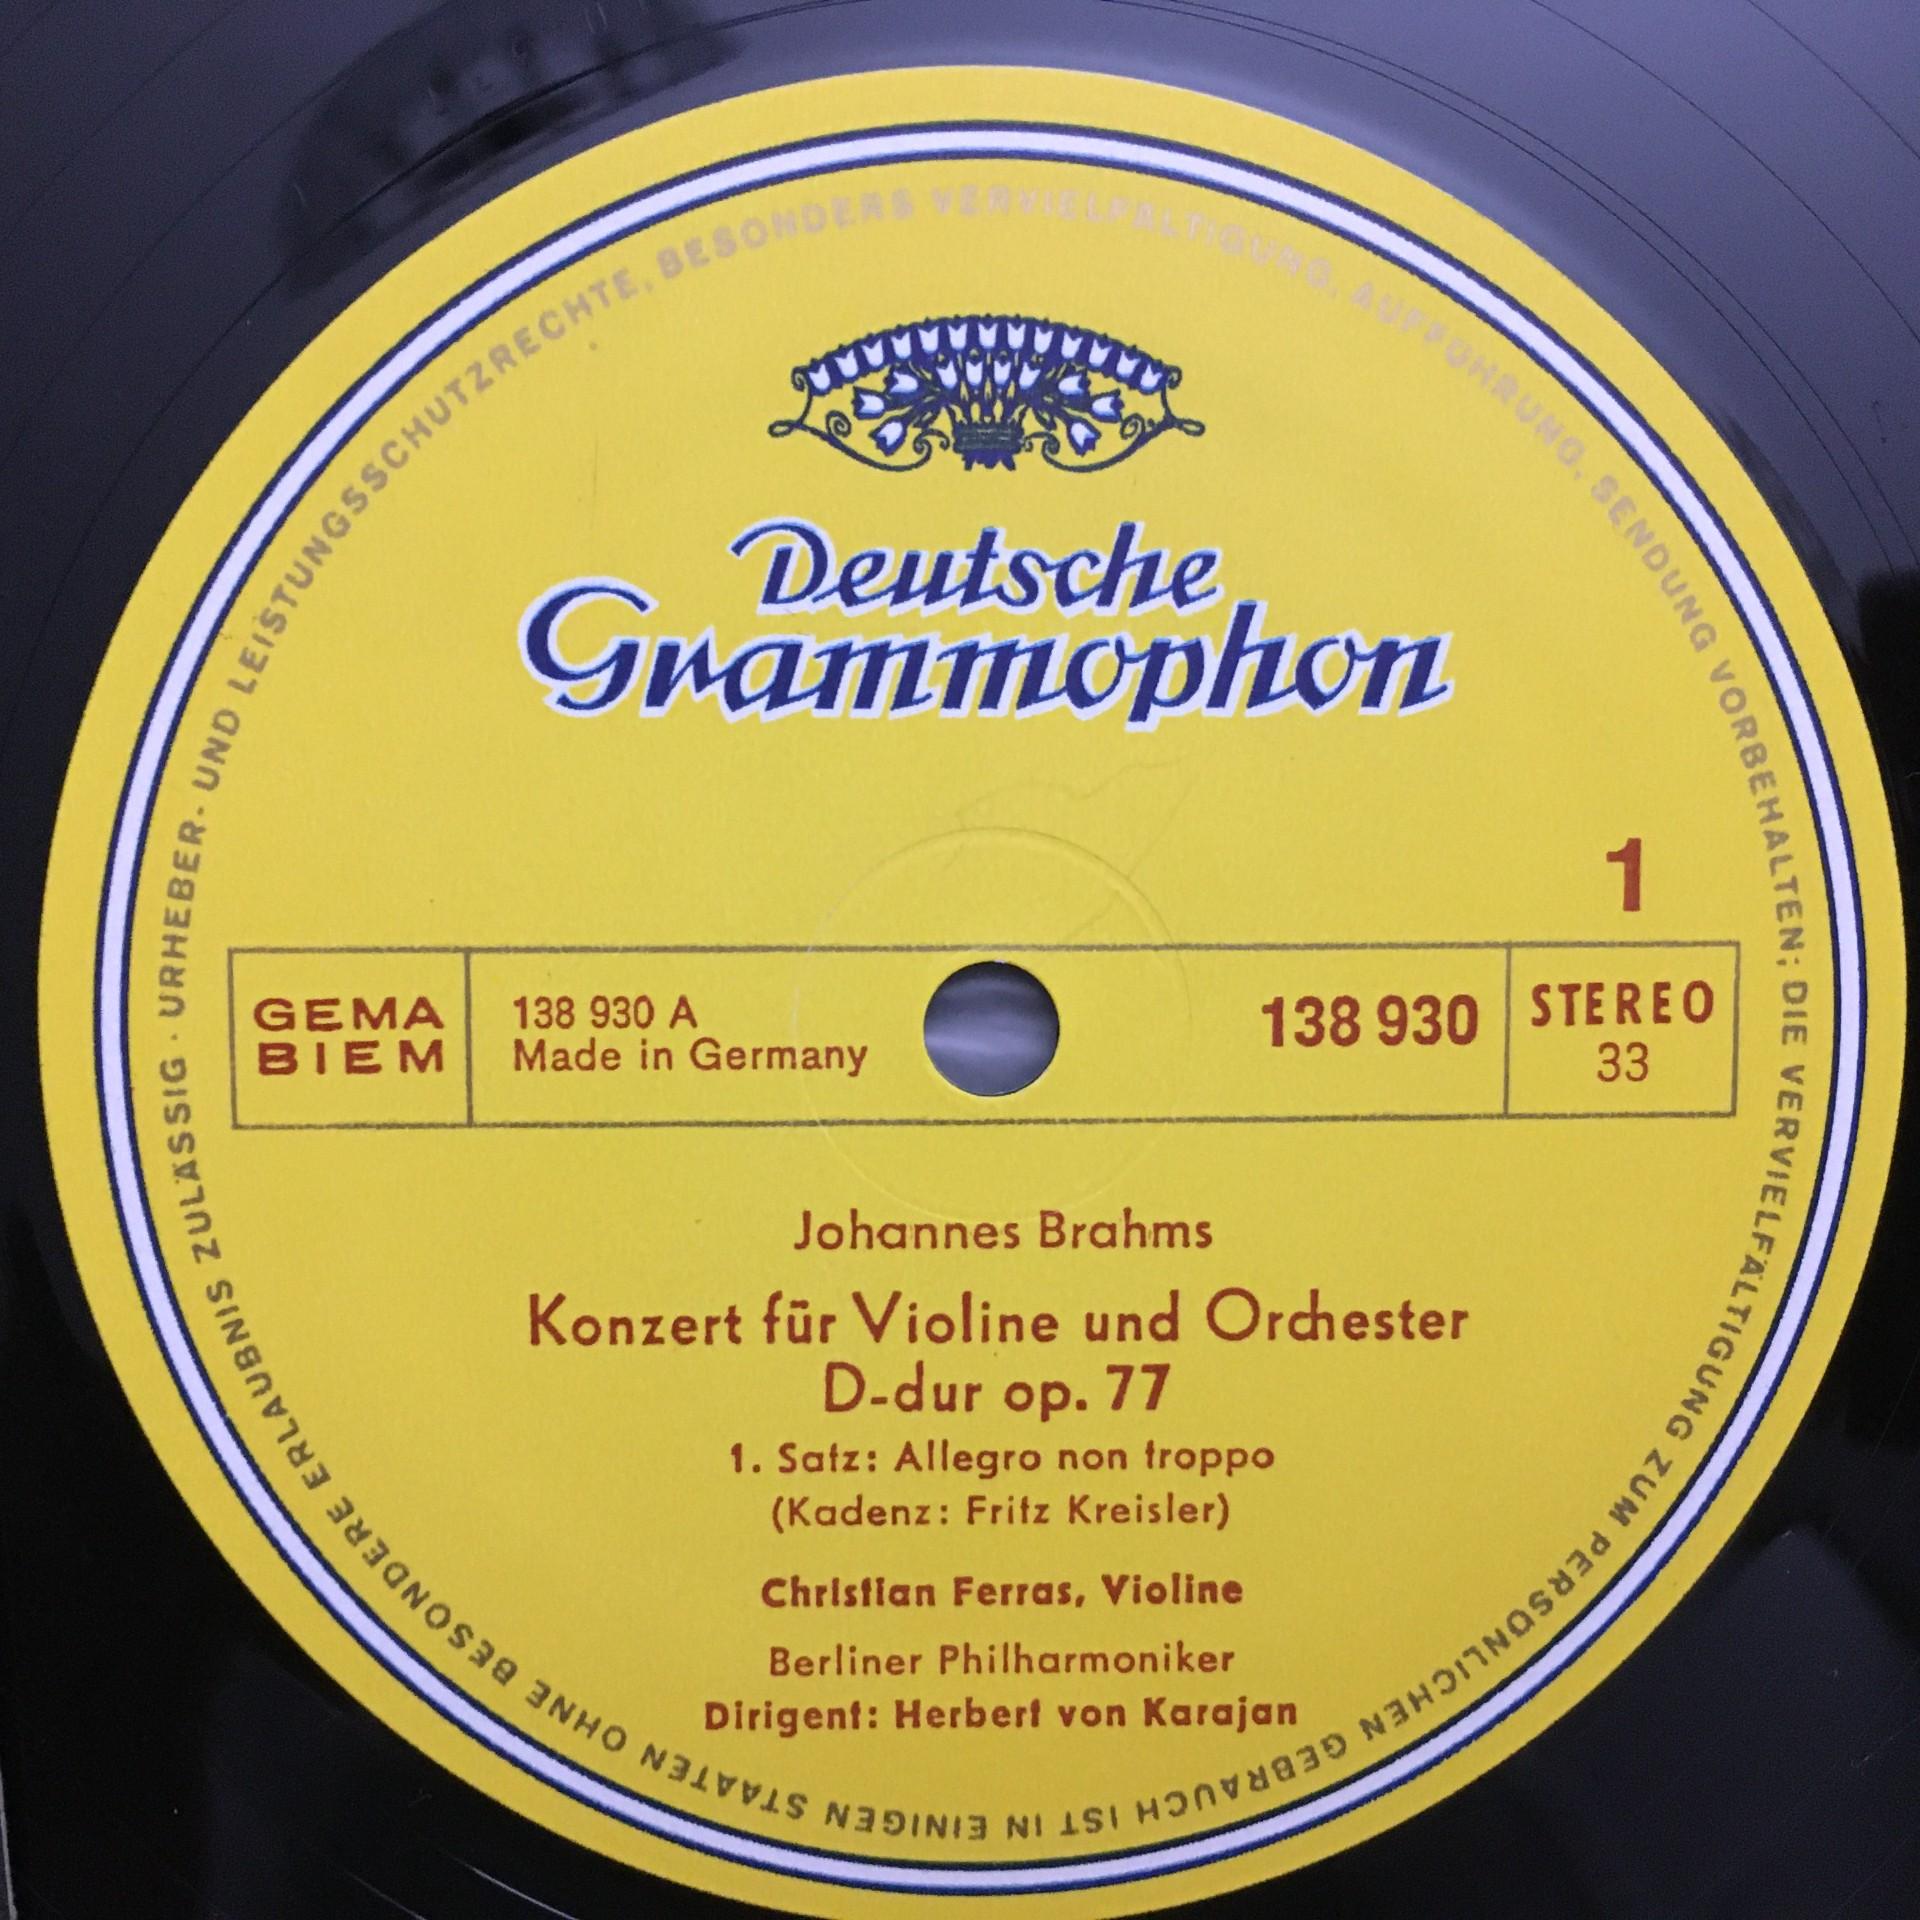 URHEBER- UND LEISTUNGSSCHUTZRECHTE, BESONDERS VERVIELFÄLTIGUNG, AUFFÜHRUNG, SENDUNG VORBEHALTEN; DIE VERVIELFÄLTIGUNG ZUM PERSÖNLICHEN GEBRAUCH IST IN EINIGEN STAATEN OHNE BESONDERE ERLAUBNIS ZULÄSSIG ·
Deutsche
Grammophon
1
GEMA
BIEM
138 930 A
Made in Germany
138 930
STEREO
33
Johannes Brahms
Konzert für Violine und Orchester
D-dur op. 77
1. Satz: Allegro non troppo
(Kadenz: Fritz Kreisler)
Christian Ferras, Violine
Berliner Philharmoniker
Dirigent: Herbert von Karajan